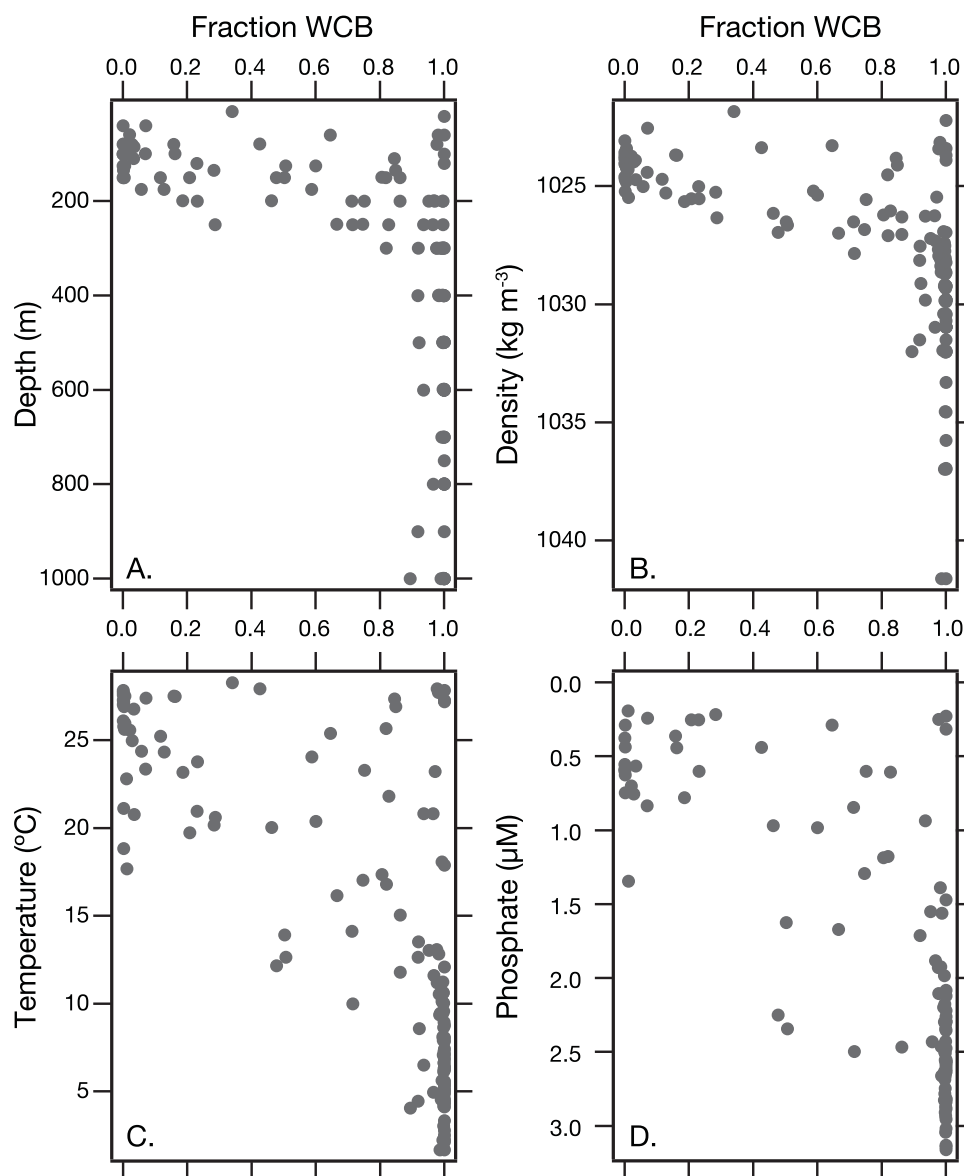 Fraction WCB Fraction WCB
0.0 0.2 0.4 0.6 0.8 1.0 0.0 0.2 0.4 0.6 0.8 1.0
Depth (m)
200
400
600
800
1000
A.
Density (kg m-3)
1025
1030
1035
1040
B.
0.0 0.2 0.4 0.6 0.8 1.0 0.0 0.2 0.4 0.6 0.8 1.0
Temperature (ºC)
25
20
15
10
5
C.
Phosphate (µM)
0.0
0.5
1.0
1.5
2.0
2.5
3.0
D.